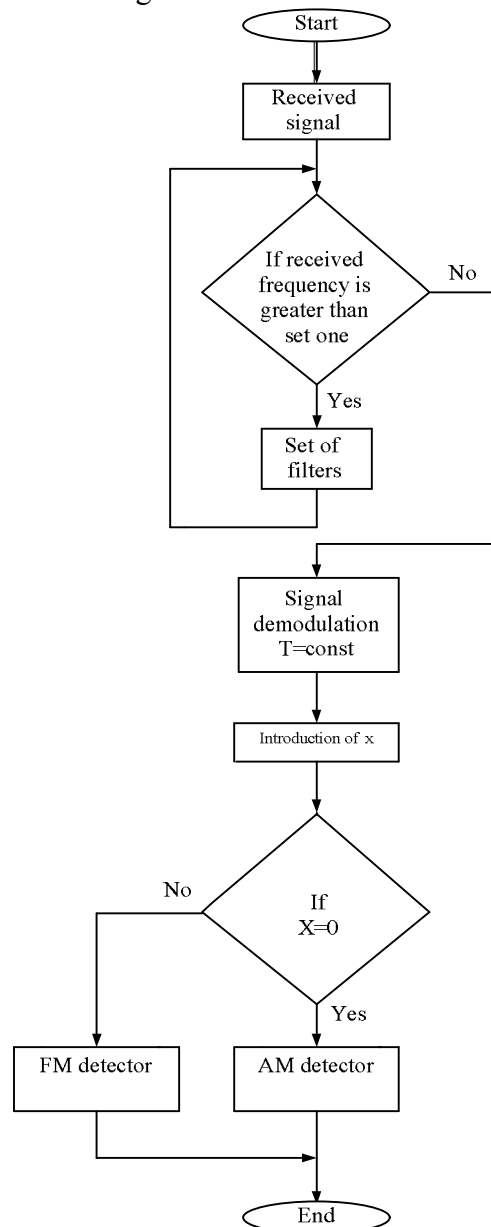 Start
Received
signal
If received
frequency is
greater than
set one
No
Yes
Set of
filters
Signal
demodulation
T=const
Introduction of x
If
X=0
No
Yes
FM detector
AM detector
End